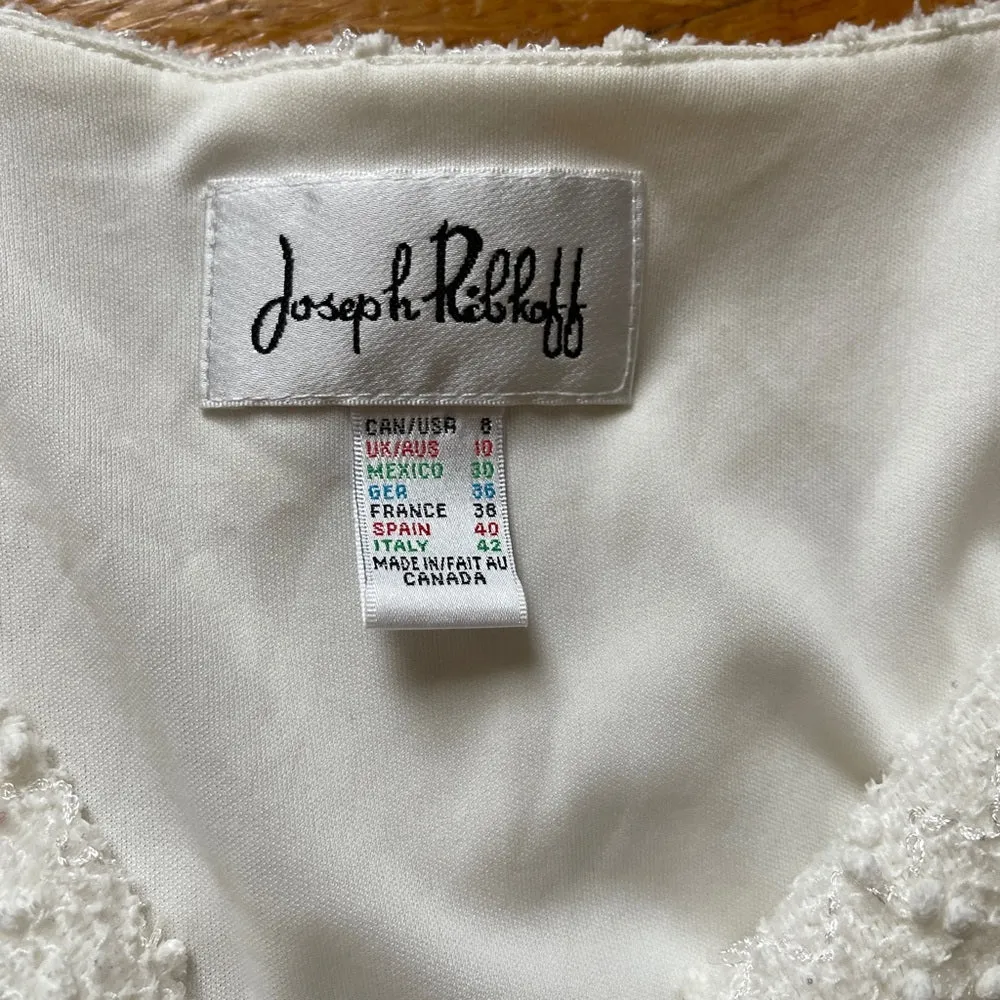 Joseph Ribkoff
CAN/USA 8
UK/AUS 10
MEXICO 30
GER 36
FRANCE 38
SPAIN 40
ITALY 42
MADE IN/FAIT AU
CANADA